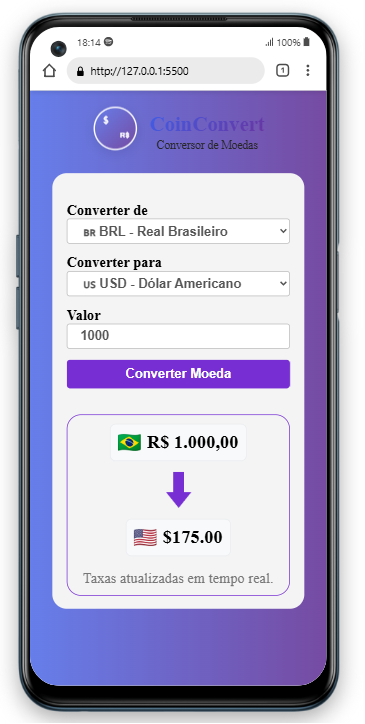 18:14
100%
http://127.0.0.1:5500
1
$
R$
CoinConvert
Conversor de Moedas
Converter de
BR BRL - Real Brasileiro
Converter para
US USD - Dólar Americano
Valor
1000
Converter Moeda
R$ 1.000,00
$175.00
Taxas atualizadas em tempo real.